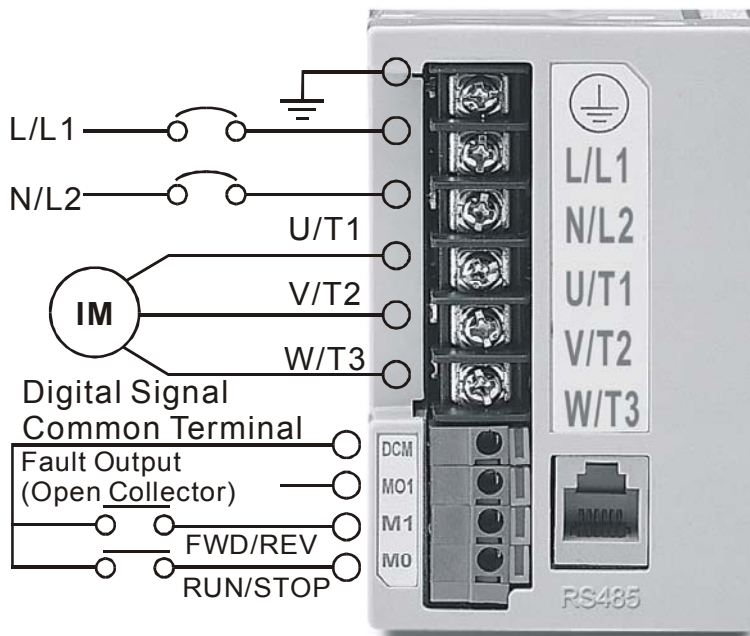 L/L1
N/L2
U/T1
V/T2
W/T3
IM
Digital Signal
Common Terminal
Fault Output
(Open Collector)
FWD/REV
RUN/STOP
DCM
MO1
M1
M0
L/L1
N/L2
U/T1
V/T2
W/T3
RS485